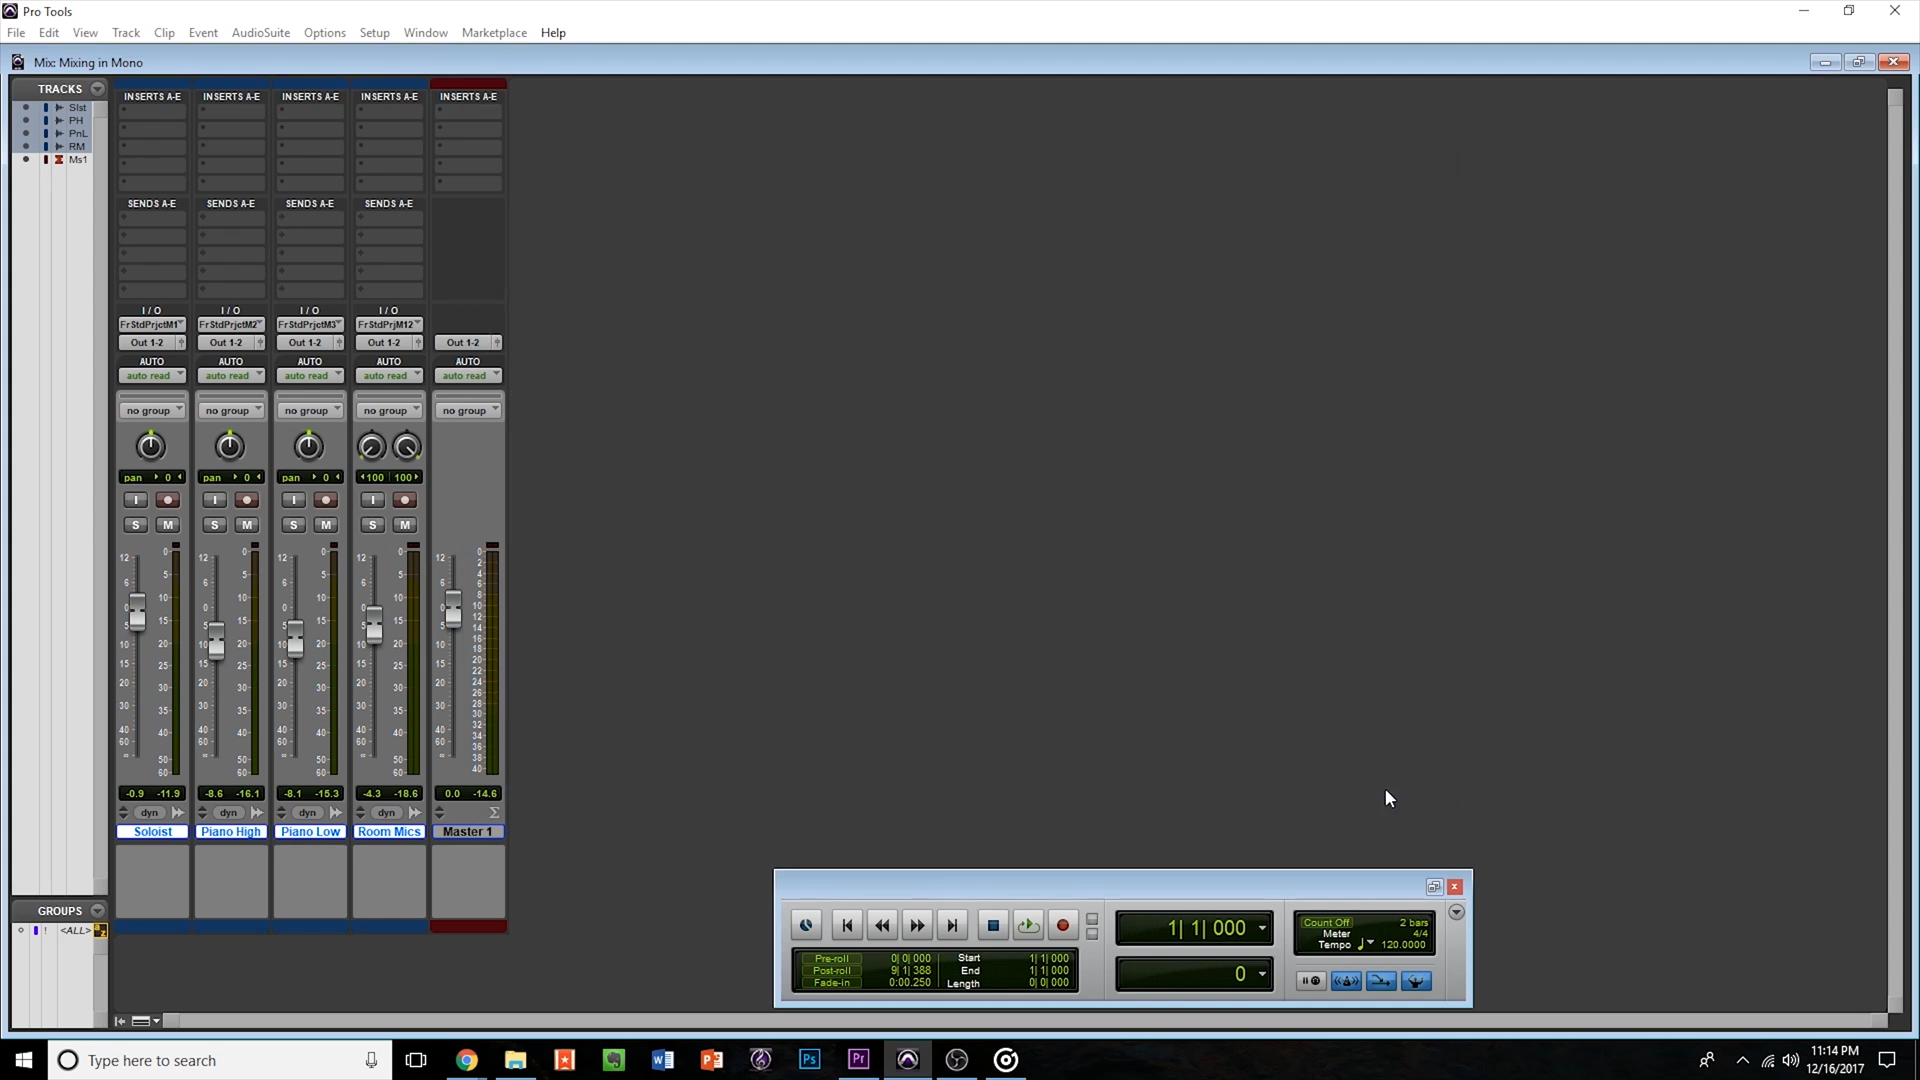 Pro Tools
File Edit View Track Clip Event AudioSuite Options Setup Window Marketplace Help
Mix: Mixing in Mono
TRACKS
Slst
PH
PnL
RM
Ms1
INSERTS A-E INSERTS A-E INSERTS A-E INSERTS A-E INSERTS A-E
SENDS A-E SENDS A-E SENDS A-E SENDS A-E
I / O I / O I / O I / O
FrStdPrjctM1 FrStdPrjctM2 FrStdPrjctM3 FrStdPrjM12
Out 1-2 Out 1-2 Out 1-2 Out 1-2 Out 1-2
AUTO AUTO AUTO AUTO AUTO
auto read auto read auto read auto read auto read
no group no group no group no group no group
pan 0 pan 0 pan 0 100 100
I I I I
S M S M S M S M
-0.9 -11.9 -8.6 -16.1 -8.1 -15.3 -4.3 -18.6 0.0 -14.6
dyn dyn dyn dyn Σ
Soloist Piano High Piano Low Room Mics Master 1
GROUPS
! <ALL> a z
1| 1| 000
0
Pre-roll 0| 0| 000 Start 1| 1| 000
Post-roll 9| 1| 388 End 1| 1| 000
Fade-in 0:00.250 Length 0| 0| 000
Count Off 2 bars
Meter 4/4
Tempo 120.0000
Type here to search
Ps
Pr
11:14 PM
12/16/2017